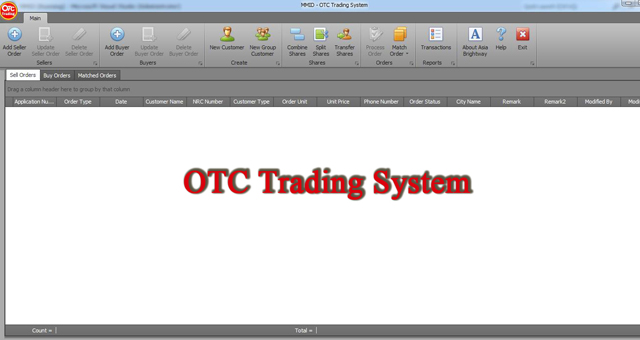 MMID - OTC Trading System
OTC
Trading
Main
Add Seller Order
Update Seller Order
Delete Seller Order
Add Buyer Order
Update Buyer Order
Delete Buyer Order
New Customer
New Group Customer
Combine Shares
Split Shares
Transfer Shares
Process Order
Match Order
Transactions
About Asia Brightway
Help
Exit
Sellers
Buyers
Create
Shares
Orders
Reports
Sell Orders Buy Orders Matched Orders
Drag a column header here to group by that column
Application Nu... Order Type Date Customer Name NRC Number Customer Type Order Unit Unit Price Phone Number Order Status City Name Remark Remark2 Modified By
OTC Trading System
Count = Total =